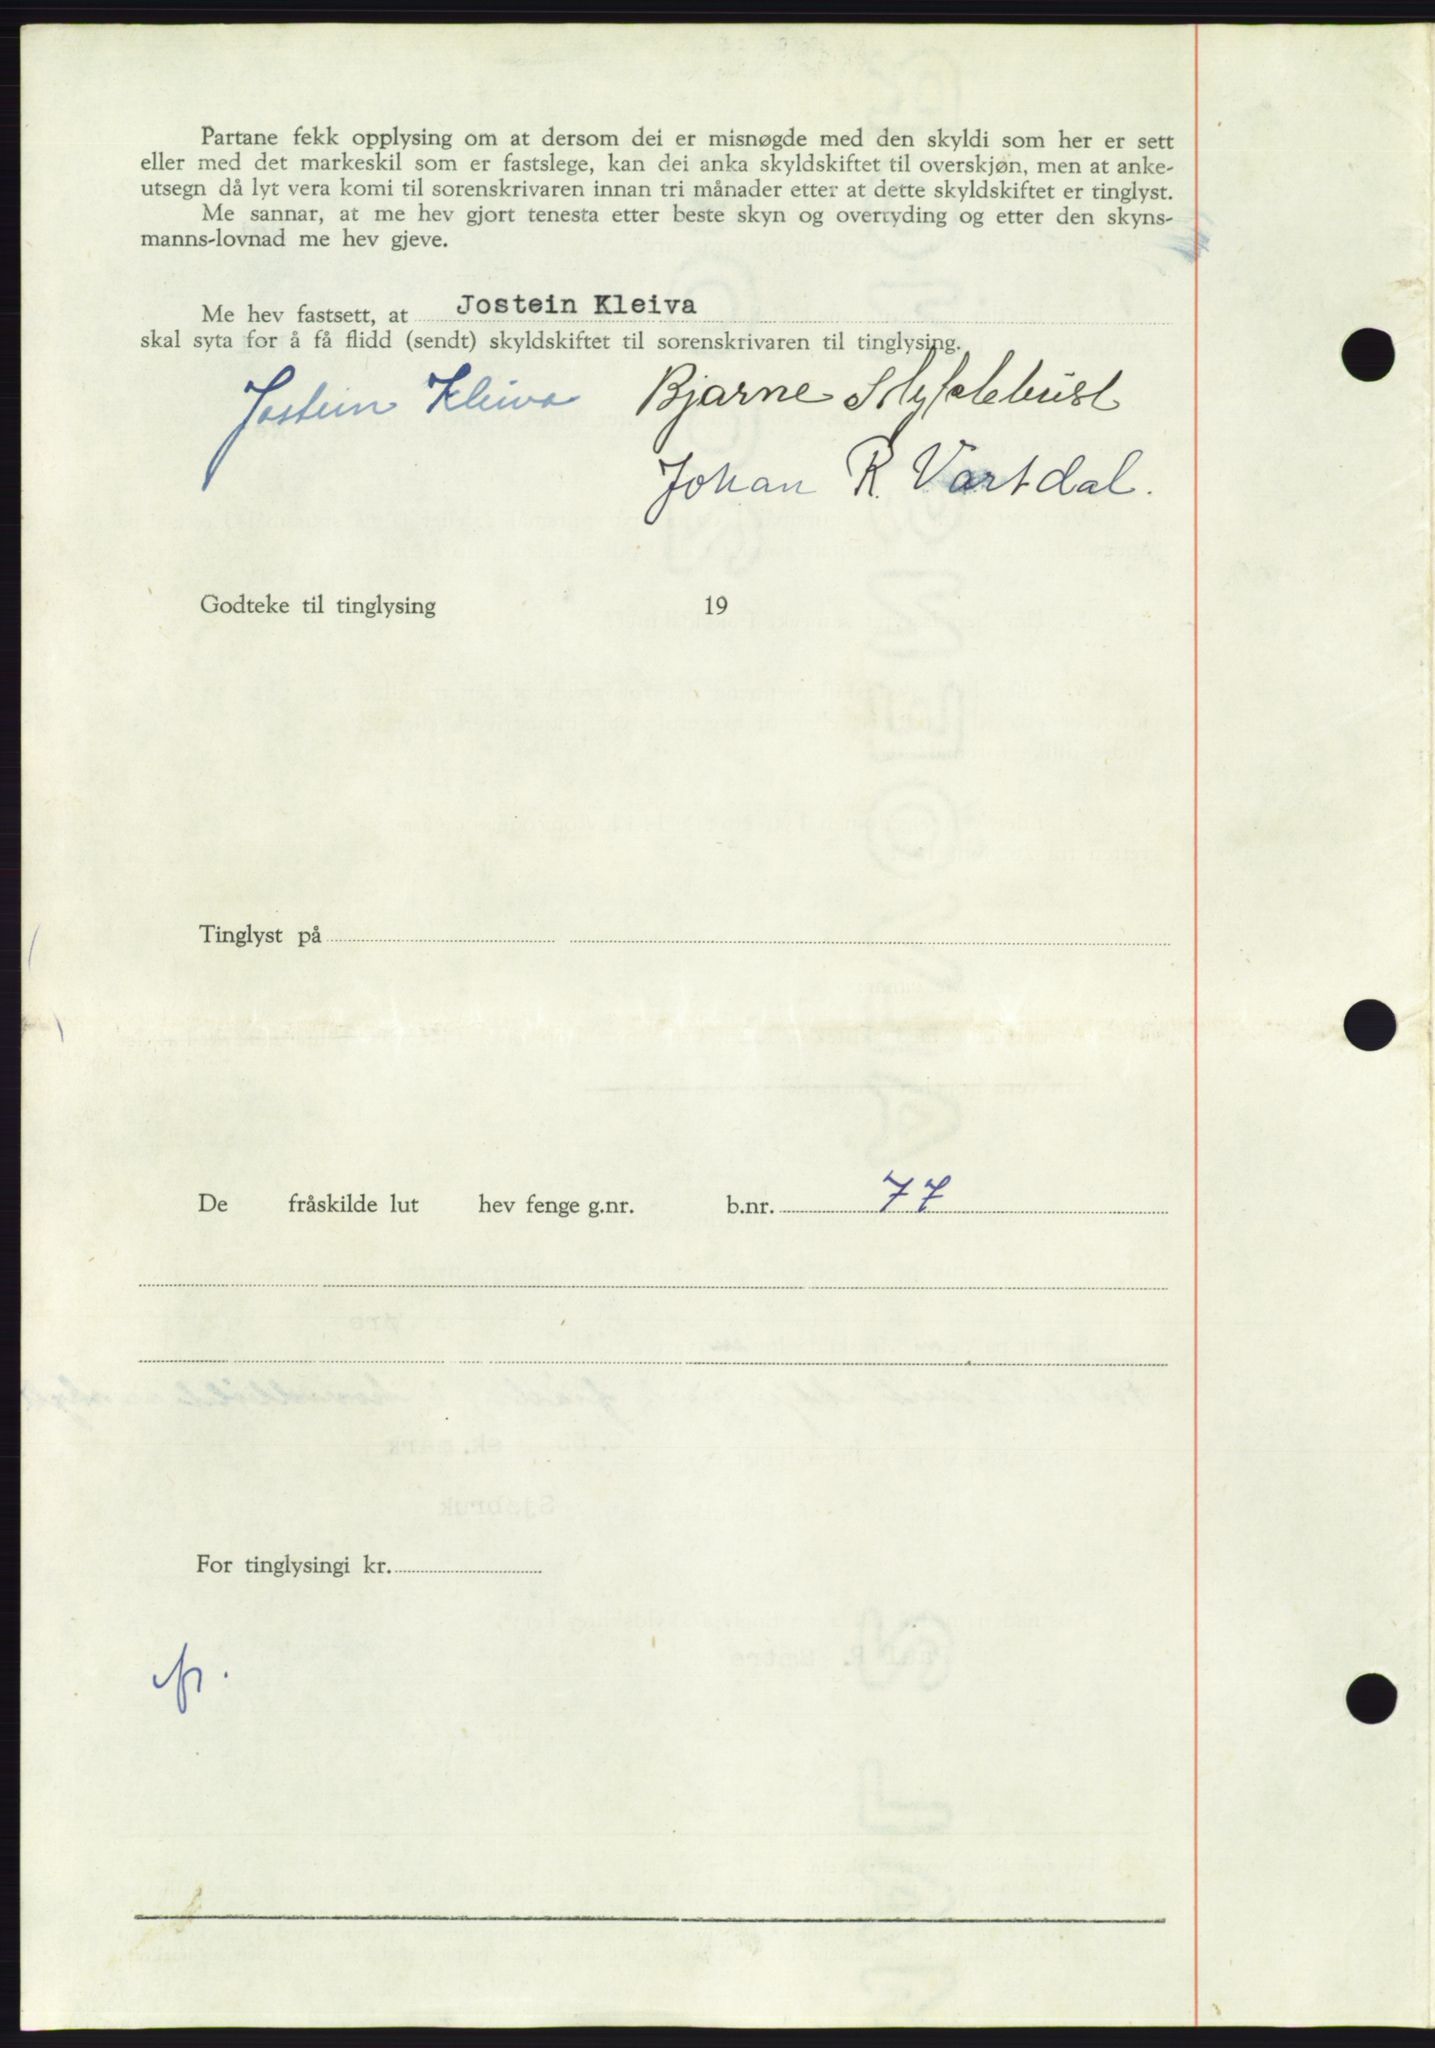 Partane fekk opplysing om at dersom dei er misnøgde med den skyldi som her er sett
eller med det markeskil som er fastslege, kan dei anka skyldskiftet til overskjøn, men at anke-
utsegn då lyt vera komi til sorenskrivaren innan tri månader etter at dette skyldskiftet er tinglyst.
Me sannar, at me hev gjort tenesta etter beste skyn og overtyding og etter den skyns-
manns-lovnad me hev gjeve.
Me hev fastsett, at Jostein Kleiva
skal syta for å få flidd (sendt) skyldskiftet til sorenskrivaren til tinglysing.
Jostein Kleiva Bjarne
Johan R. Vartdal.
Godteke til tinglysing 19
Tinglyst på
De fråskilde lut hev fenge g.nr. b.nr. 77
For tinglysingi kr.